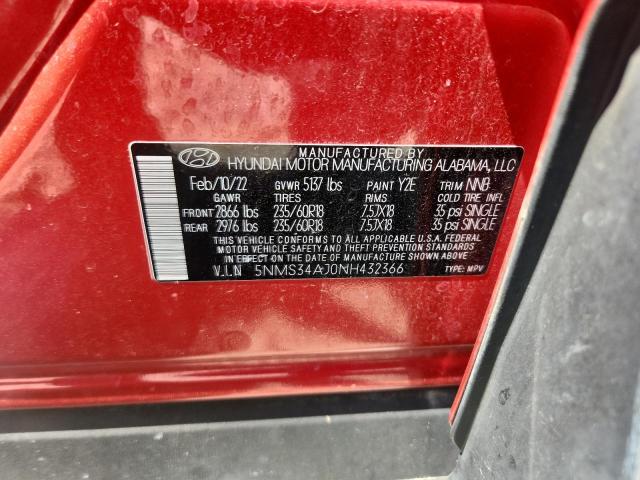 MANUFACTURED BY
HYUNDAI MOTOR MANUFACTURING ALABAMA, LLC
Feb/10/22 GVWR 5137 lbs PAINT Y2E TRIM NNB
GAWR TIRES RIMS COLD TIRE INFL
FRONT 2866 lbs 235/60R18 7.5JX18 35 psi SINGLE
REAR 2976 lbs 235/60R18 7.5JX18 35 psi SINGLE
THIS VEHICLE CONFORMS TO ALL APPLICABLE U.S.A. FEDERAL
MOTOR VEHICLE SAFETY AND THEFT PREVENTION STANDARDS
IN EFFECT ON THE DATE OF MANUFACTURE SHOWN ABOVE
V.I.N 5NMS34AJ0NH432366 TYPE: MPV